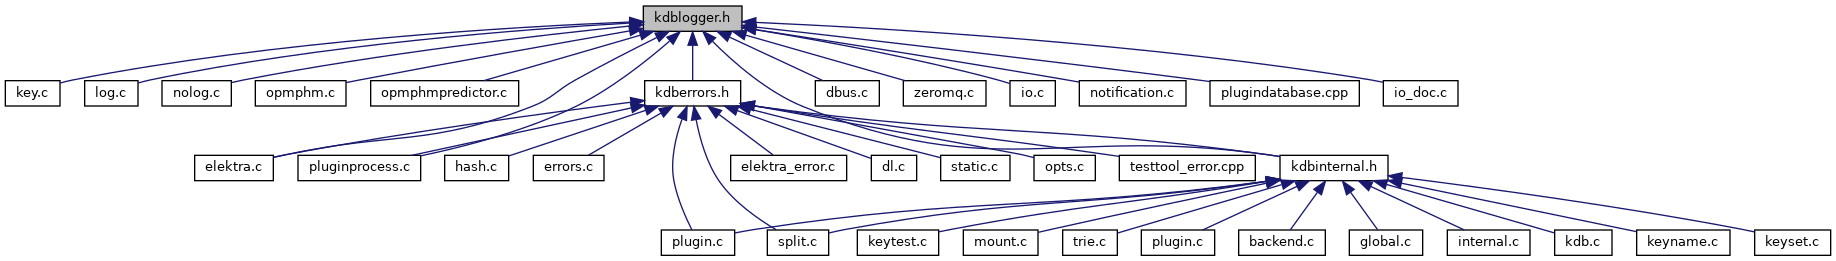 kdblogger.h
key.c
log.c
nolog.c
opmphm.c
opmphmpredictor.c
kdberrors.h
dbus.c
zeromq.c
io.c
notification.c
plugindatabase.cpp
io_doc.c
elektra.c
pluginprocess.c
hash.c
errors.c
elektra_error.c
dl.c
static.c
opts.c
testtool_error.cpp
kdbinternal.h
plugin.c
split.c
keytest.c
mount.c
trie.c
plugin.c
backend.c
global.c
internal.c
kdb.c
keyname.c
keyset.c